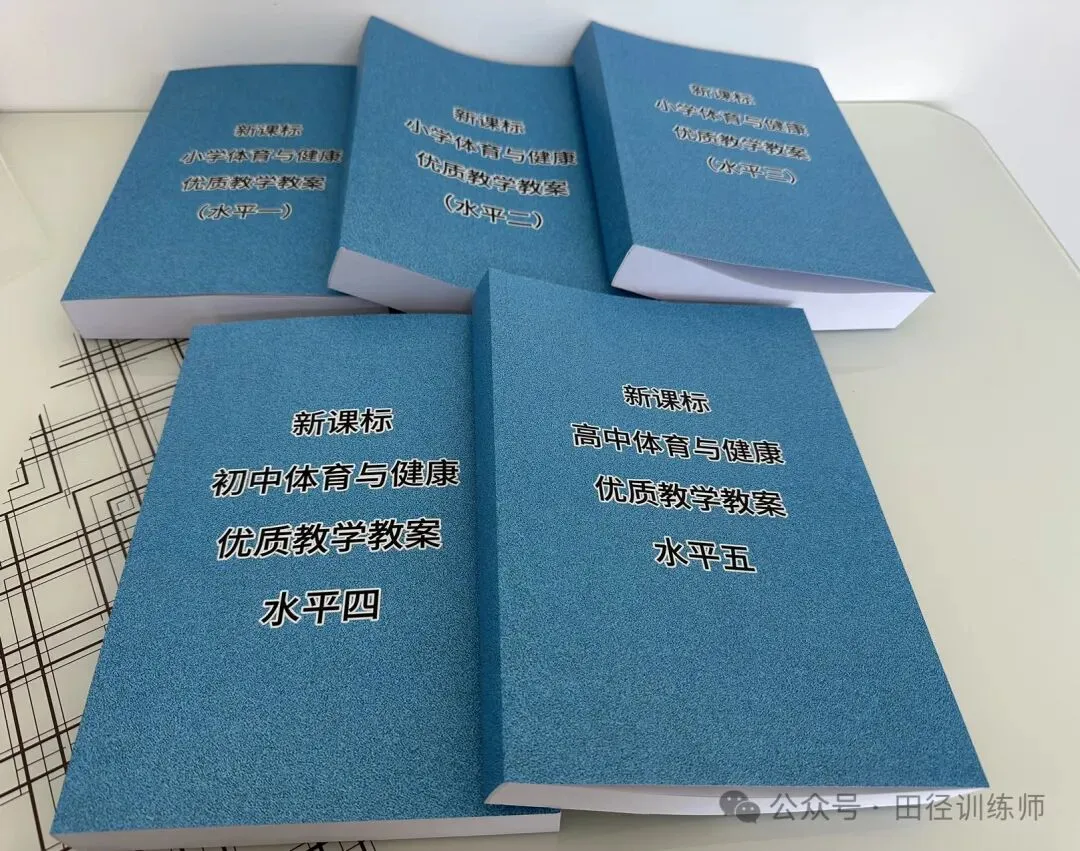 新课标
小学体育与健康
优质教学教案
（水平一）
新课标
小学体育与健康
优质教学教案
（水平二）
新课标
小学体育与健康
优质教学教案
（水平三）
新课标
初中体育与健康
优质教学教案
水平四
新课标
高中体育与健康
优质教学教案
水平五
公众号·田径训练师